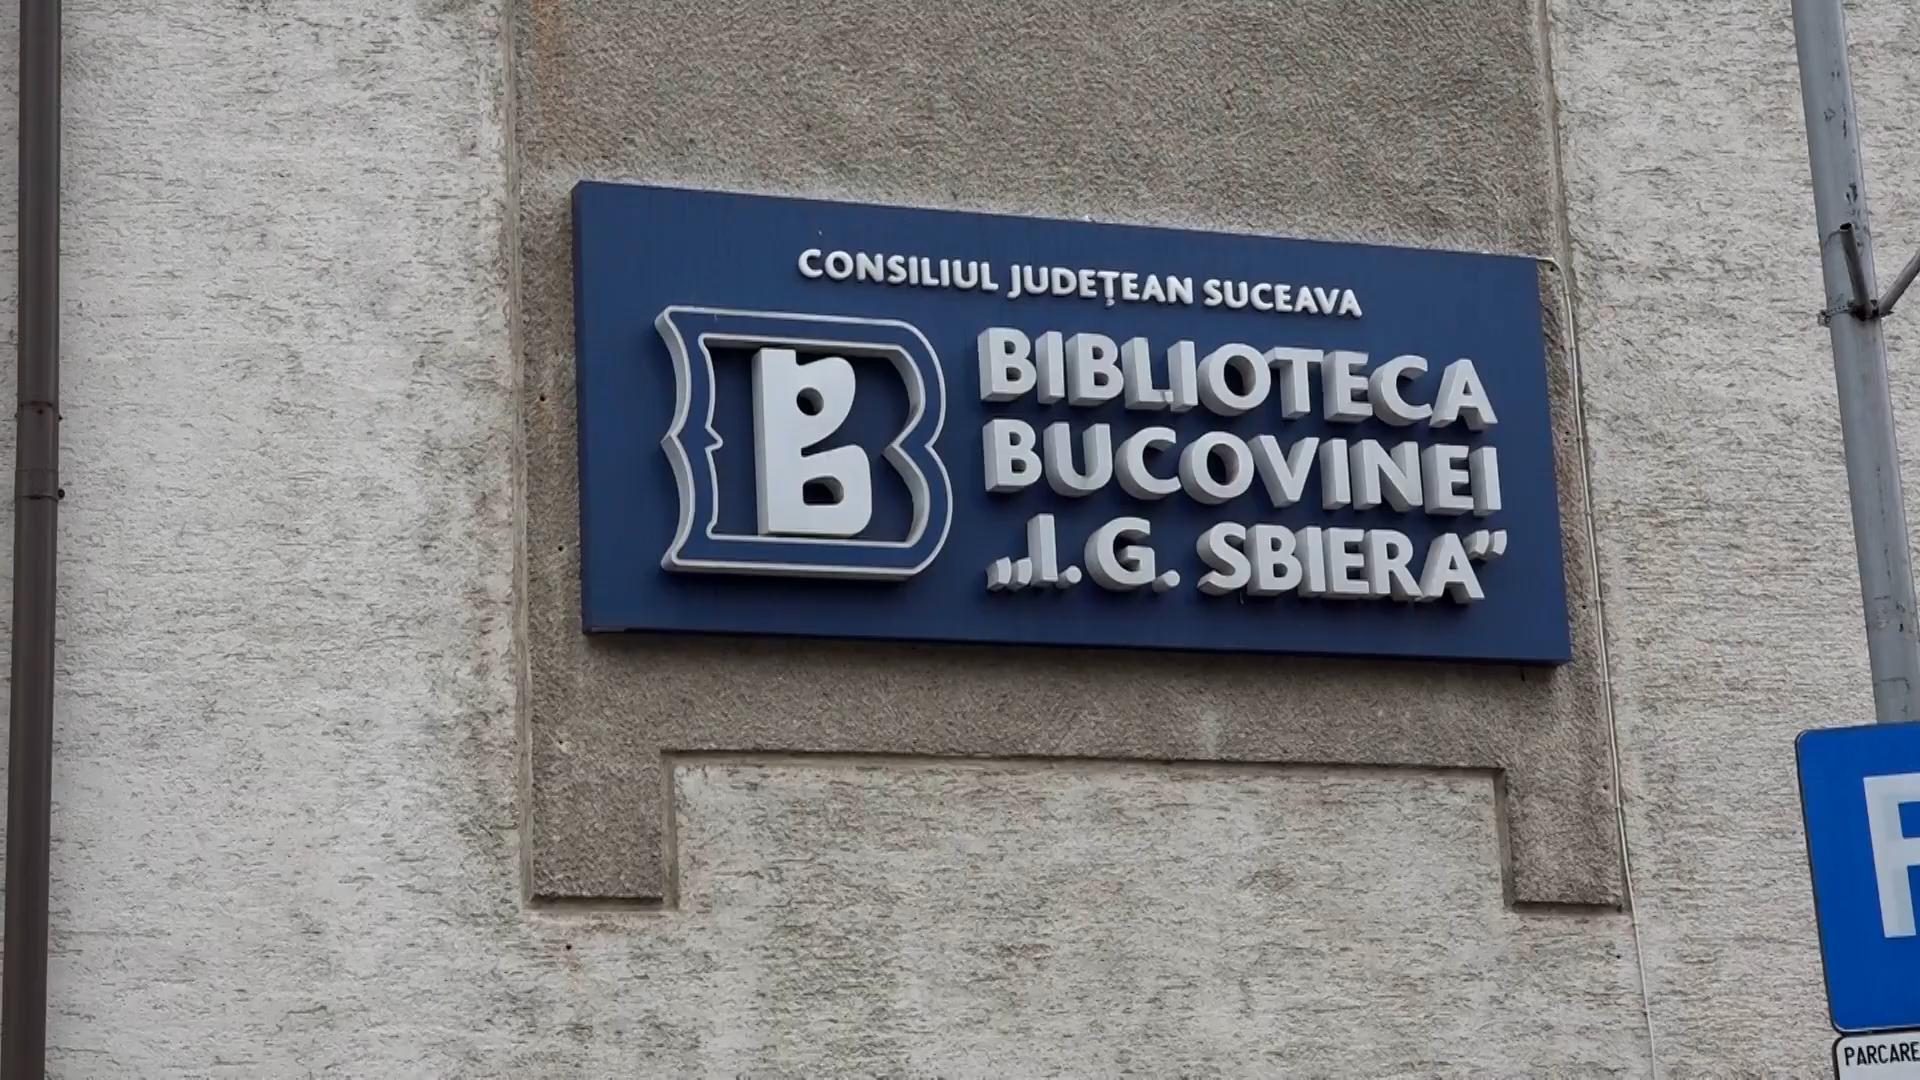 CONSILIUL JUDEȚEAN SUCEAVA
BIBLIOTECA
BUCOVINEI
„I. G. SBIERA”
PARCARE